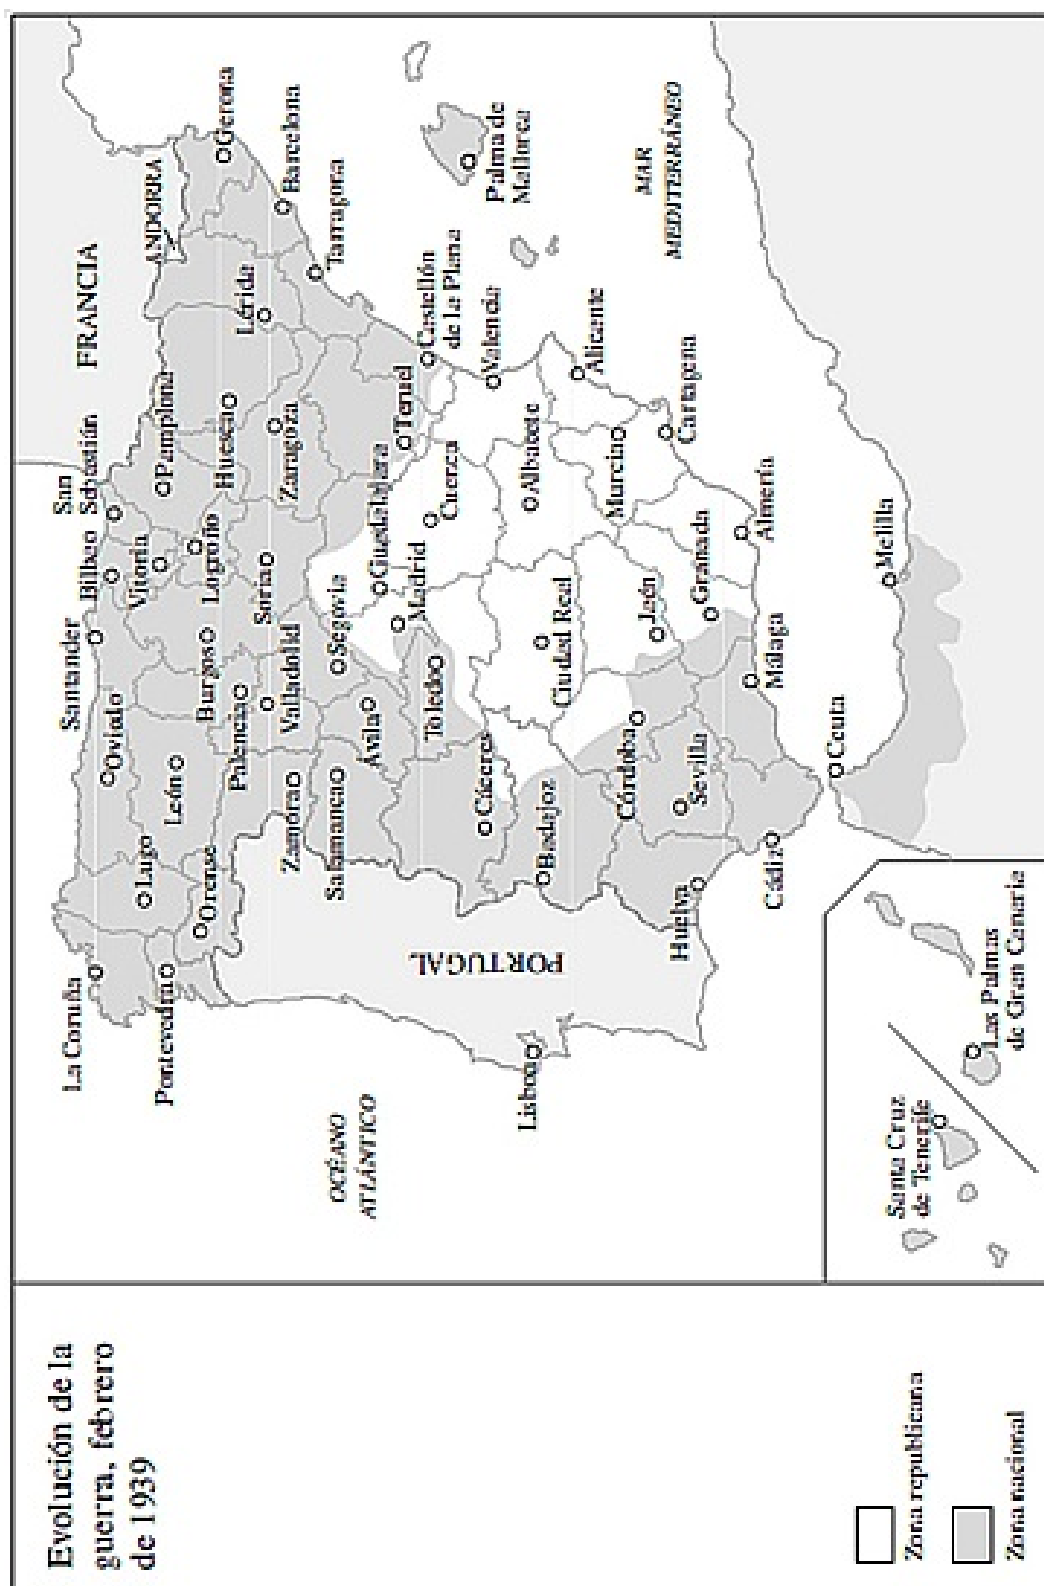 Evolución de la
guerra, febrero
de 1939
Zona republicana
Zona nacional
FRANCIA
ANDORRA
PORTUGAL
OCÉANO
ATLÁNTICO
MAR
MEDITERRÁNEO
La Coruña
Lugo
Pontevedra
Orense
Oviedo
León
Santander
Bilbao
San
Sebastián
Vitoria
Pamplona
Logroño
Burgos
Palencia
Huesca
Lérida
Gerona
Barcelona
Tarragona
Zaragoza
Soria
Valladolid
Zamora
Salamanca
Segovia
Ávila
Guadalajara
Madrid
Teruel
Castellón
de la Plana
Toledo
Cuenca
Valencia
Palma de
Mallorca
Cáceres
Badajoz
Ciudad Real
Albacete
Alicante
Lisboa
Córdoba
Jaén
Murcia
Cartagena
Sevilla
Granada
Almería
Huelva
Málaga
Cádiz
Ceuta
Melilla
Santa Cruz
de Tenerife
Las Palmas
de Gran Canaria